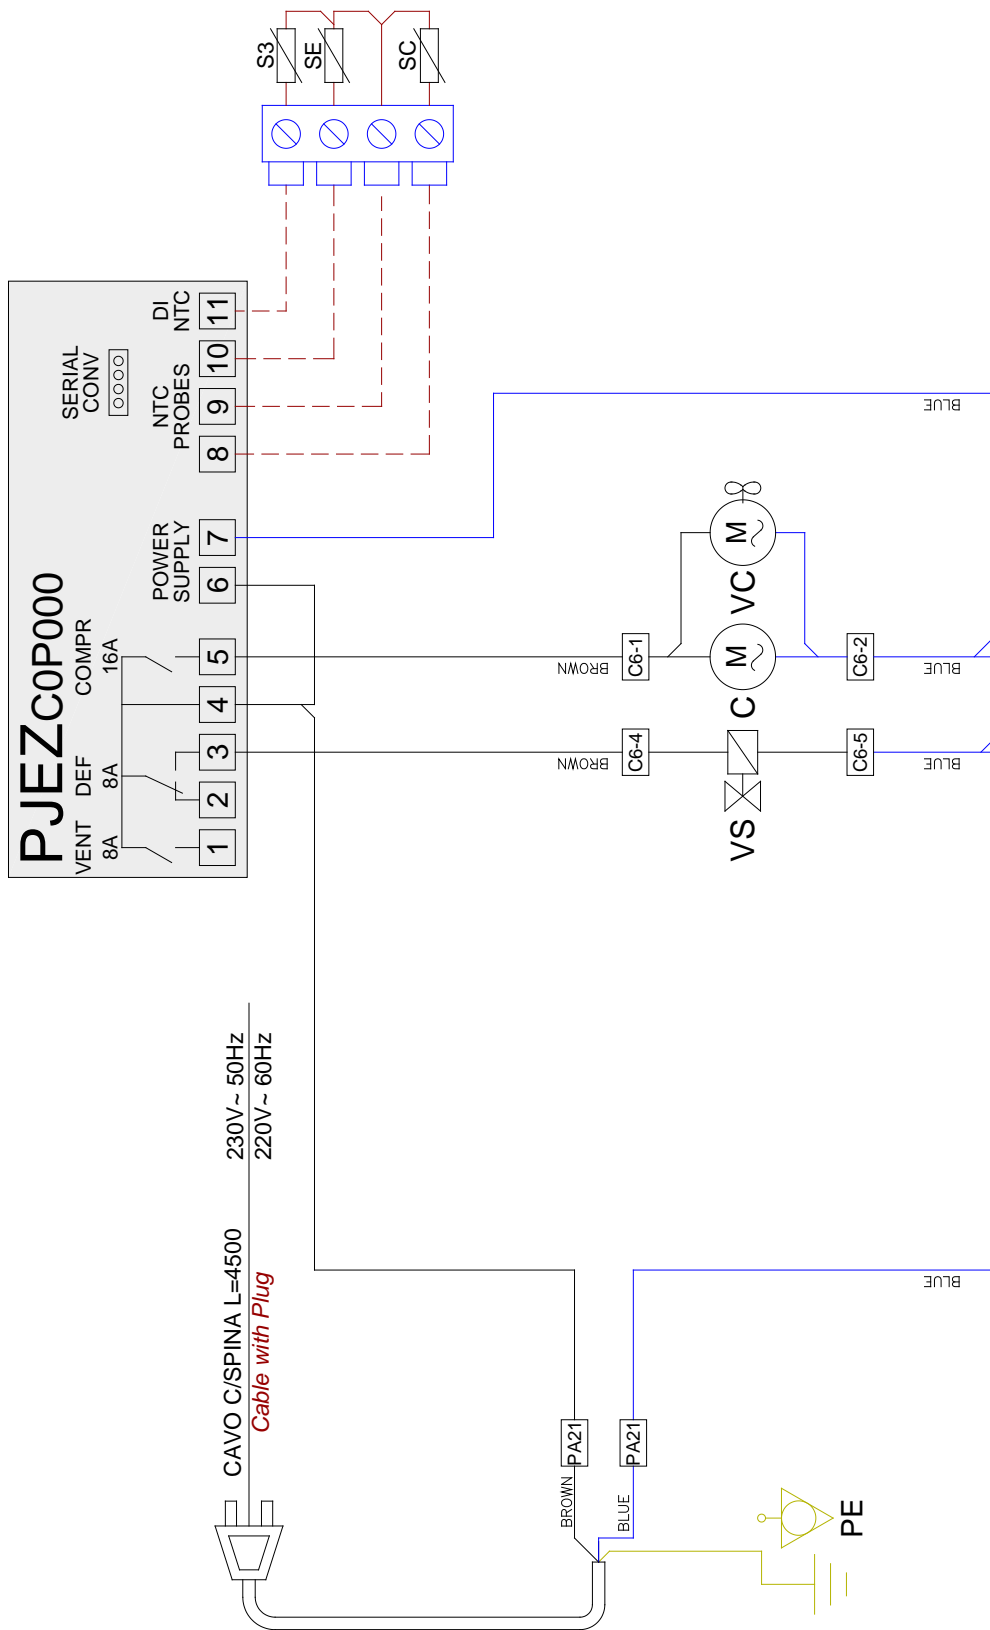 S3
SE
SC
PJEZC0P000
SERIAL
CONV
VENT
8A
DEF
8A
COMPR
16A
POWER
SUPPLY
NTC
PROBES
DI
NTC
1
2
3
4
5
6
7
8
9
10
11
230V~ 50Hz
220V~ 60Hz
CAVO C/SPINA L=4500
Cable with Plug
BROWN
BROWN
C6-4
C6-1
VS
C
M
VC
M
C6-5
C6-2
BLUE
BLUE
BLUE
BLUE
BROWN
PA21
BLUE
PA21
PE